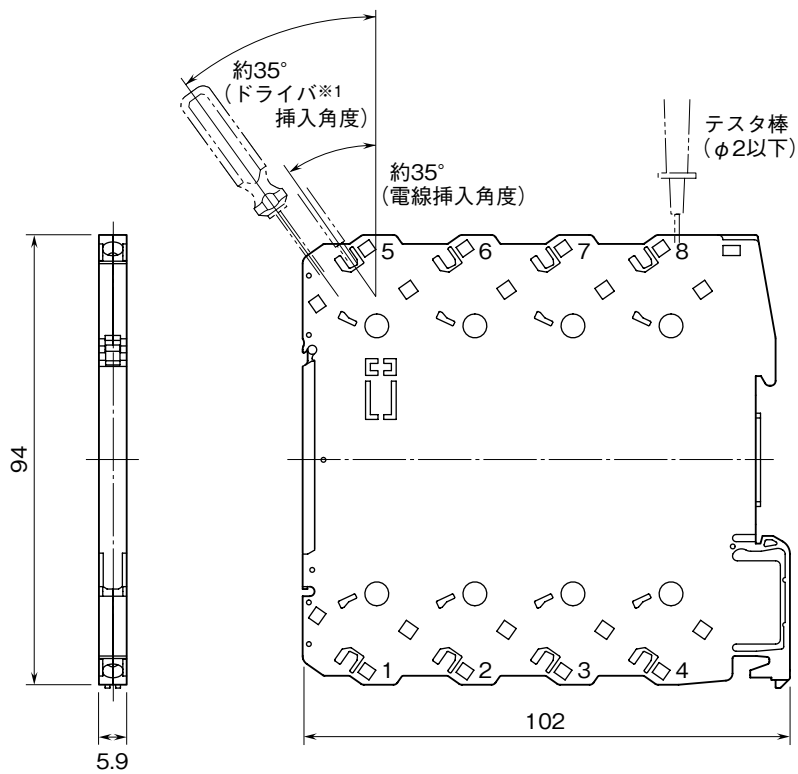 約35°
（ドライバ※1
挿入角度）
テスタ棒
（φ2以下）
約35°
（電線挿入角度）
5 6 7 8
94
1 2 3 4
102
5.9